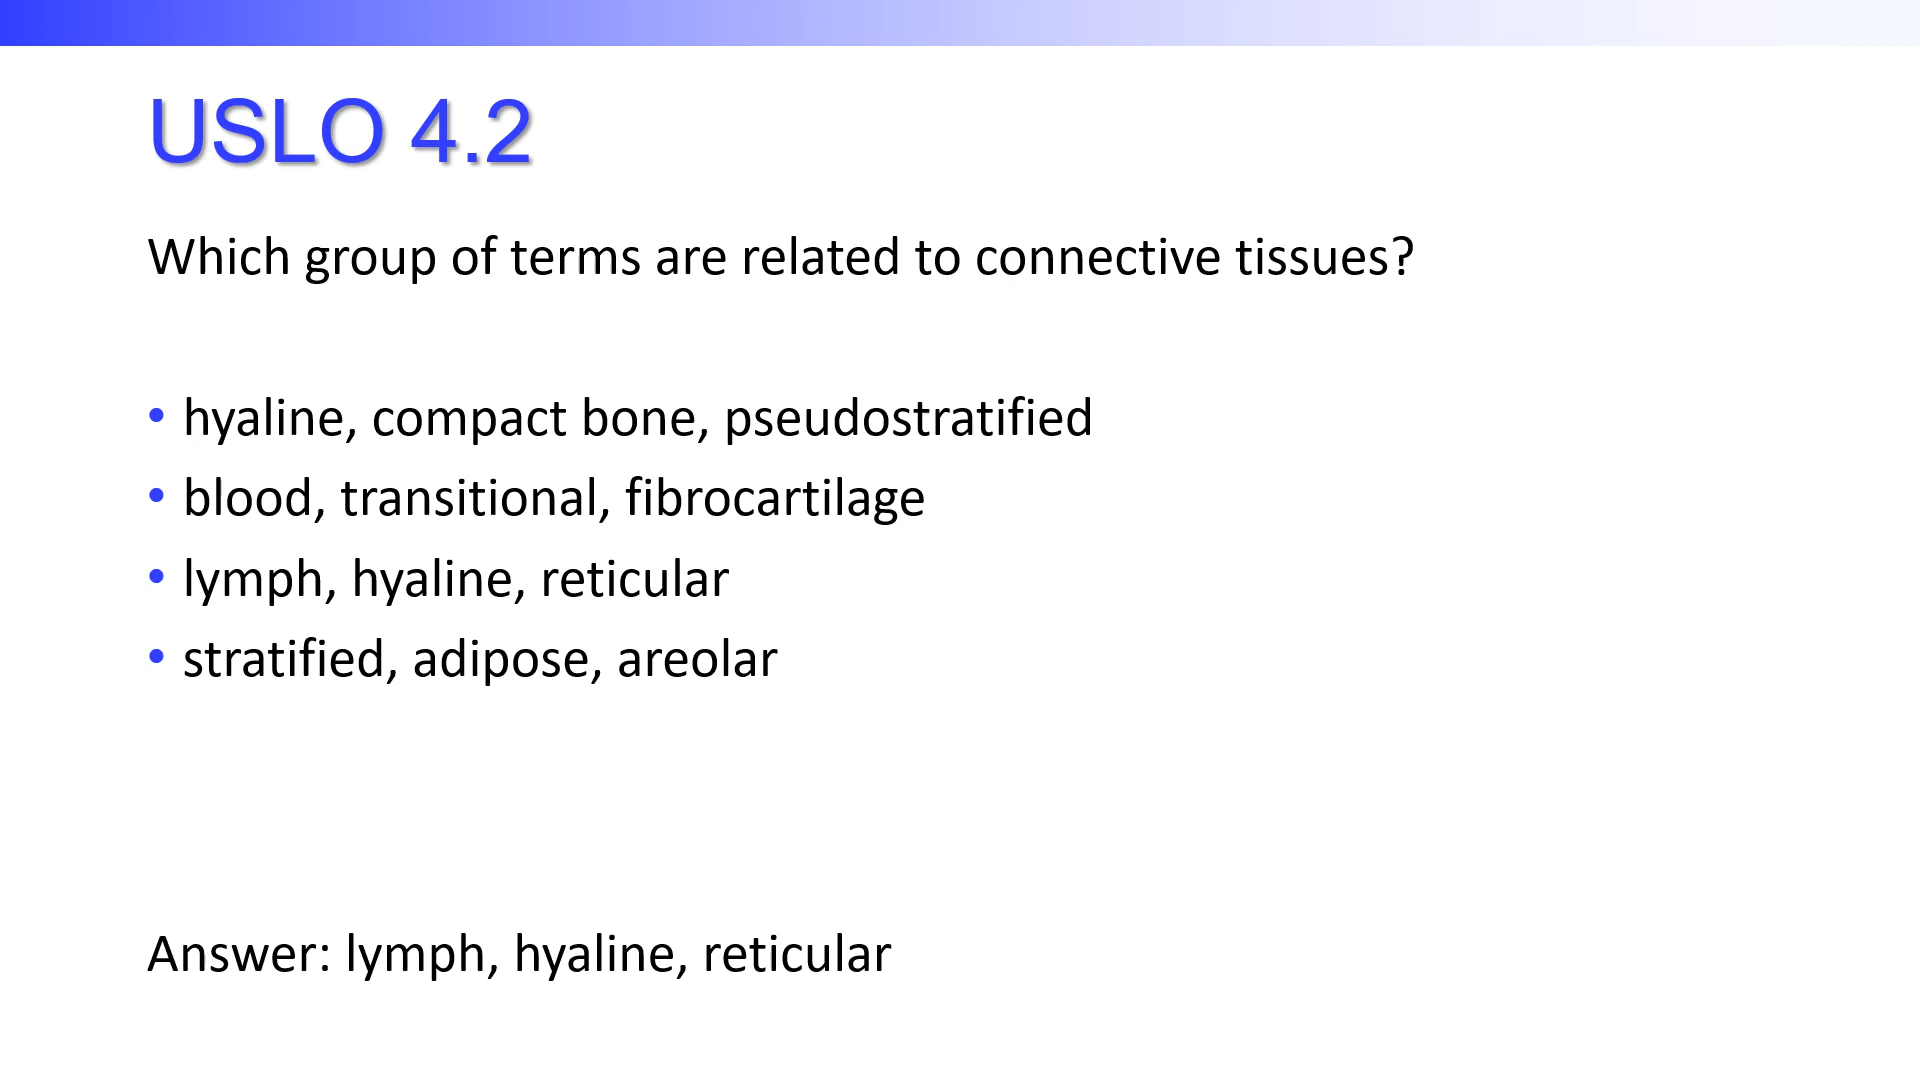 USLO 4.2
Which group of terms are related to connective tissues?
• hyaline, compact bone, pseudostratified
• blood, transitional, fibrocartilage
• lymph, hyaline, reticular
• stratified, adipose, areolar
Answer: lymph, hyaline, reticular